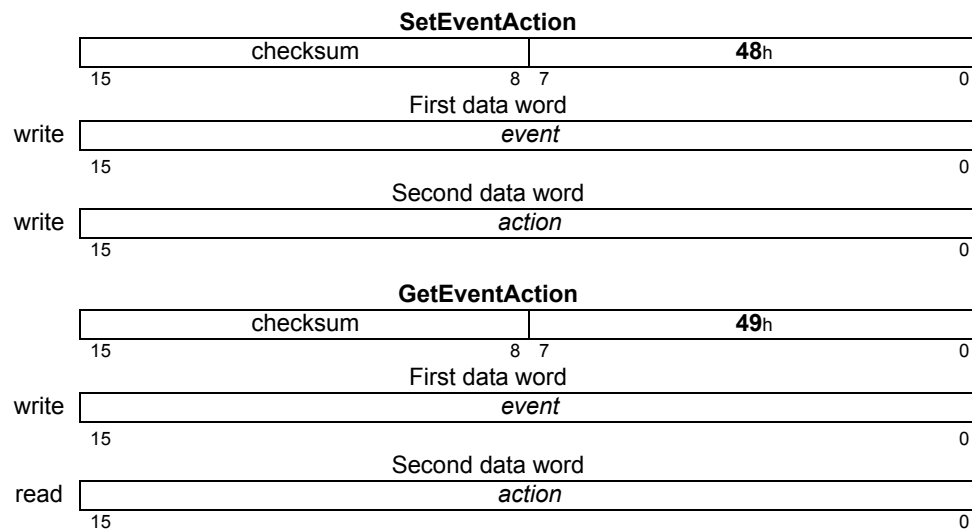 SetEventAction
checksum 48h
15 8 7 0
First data word
write event
15 0
Second data word
write action
15 0
GetEventAction
checksum 49h
15 8 7 0
First data word
write event
15 0
Second data word
read action
15 0